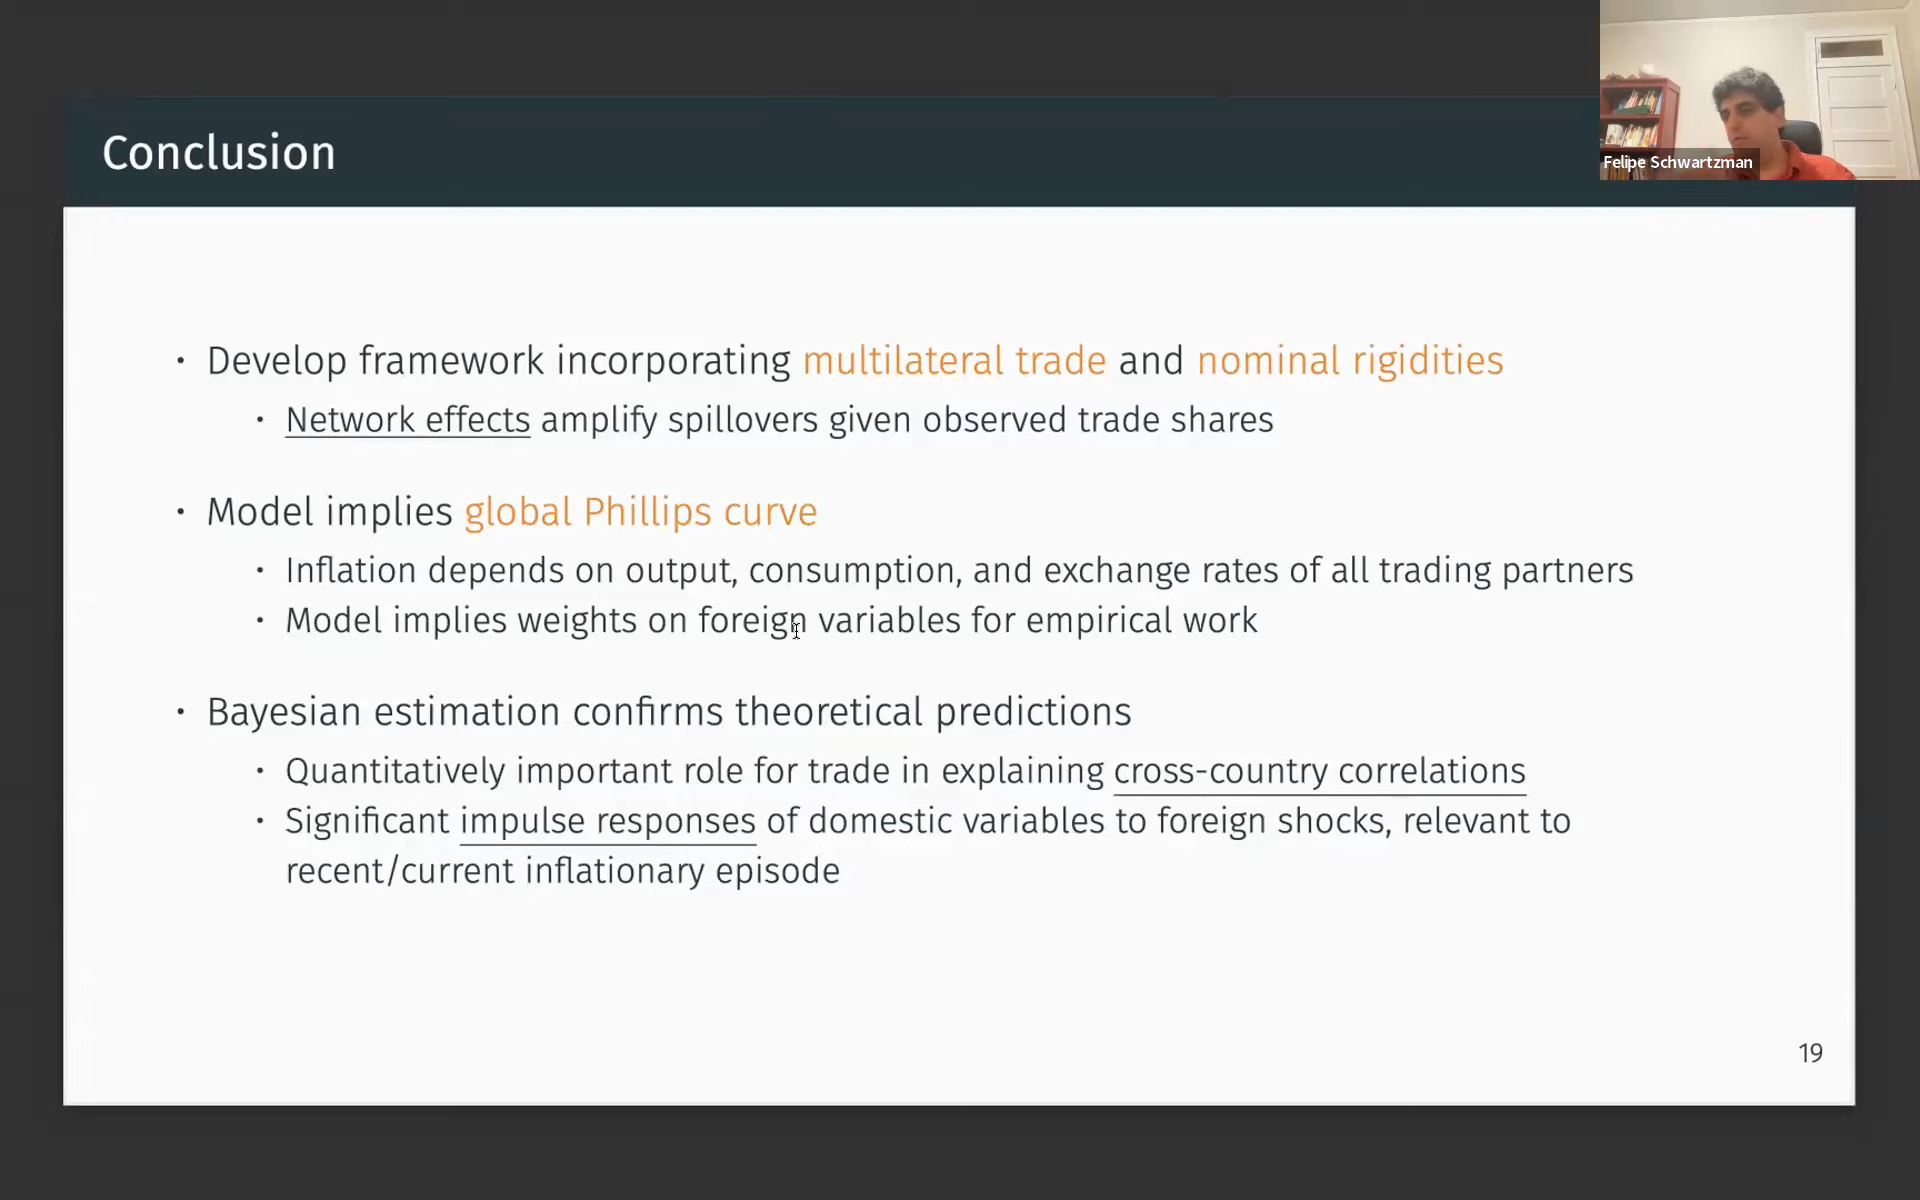 Conclusion
Felipe Schwartzman
• Develop framework incorporating multilateral trade and nominal rigidities
• Network effects amplify spillovers given observed trade shares
• Model implies global Phillips curve
• Inflation depends on output, consumption, and exchange rates of all trading partners
• Model implies weights on foreign variables for empirical work
• Bayesian estimation confirms theoretical predictions
• Quantitatively important role for trade in explaining cross-country correlations
• Significant impulse responses of domestic variables to foreign shocks, relevant to
recent/current inflationary episode
19